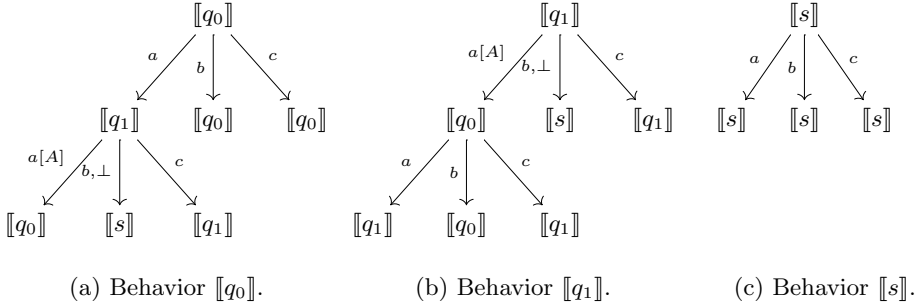 ⟦q₀⟧ ⟦q₁⟧ ⟦s⟧
a b c a[A] b,⊥ c a b c
⟦q₁⟧ ⟦q₀⟧ ⟦q₀⟧ ⟦q₀⟧ ⟦s⟧ ⟦q₁⟧ ⟦s⟧ ⟦s⟧ ⟦s⟧
a[A] b,⊥ c a b c
⟦q₀⟧ ⟦s⟧ ⟦q₁⟧ ⟦q₁⟧ ⟦q₀⟧ ⟦q₁⟧
(a) Behavior ⟦q₀⟧. (b) Behavior ⟦q₁⟧. (c) Behavior ⟦s⟧.